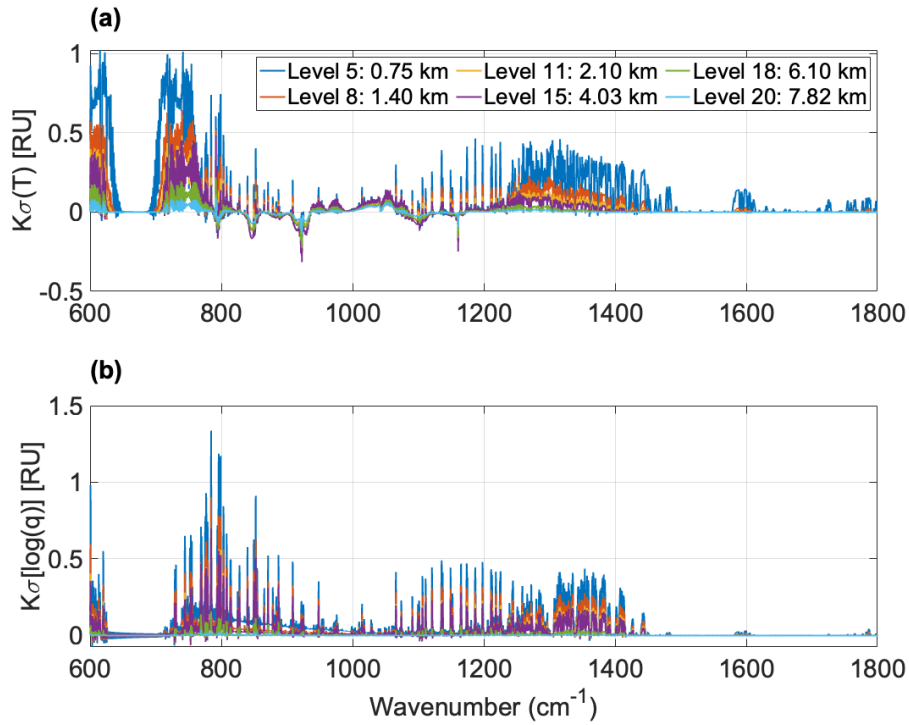 (a)
1
0.5
0
-0.5
Kσ(T) [RU]
Level 5: 0.75 km Level 11: 2.10 km Level 18: 6.10 km
Level 8: 1.40 km Level 15: 4.03 km Level 20: 7.82 km
600 800 1000 1200 1400 1600 1800
(b)
1.5
1
0.5
0
Kσ[log(q)] [RU]
600 800 1000 1200 1400 1600 1800
Wavenumber (cm⁻¹)